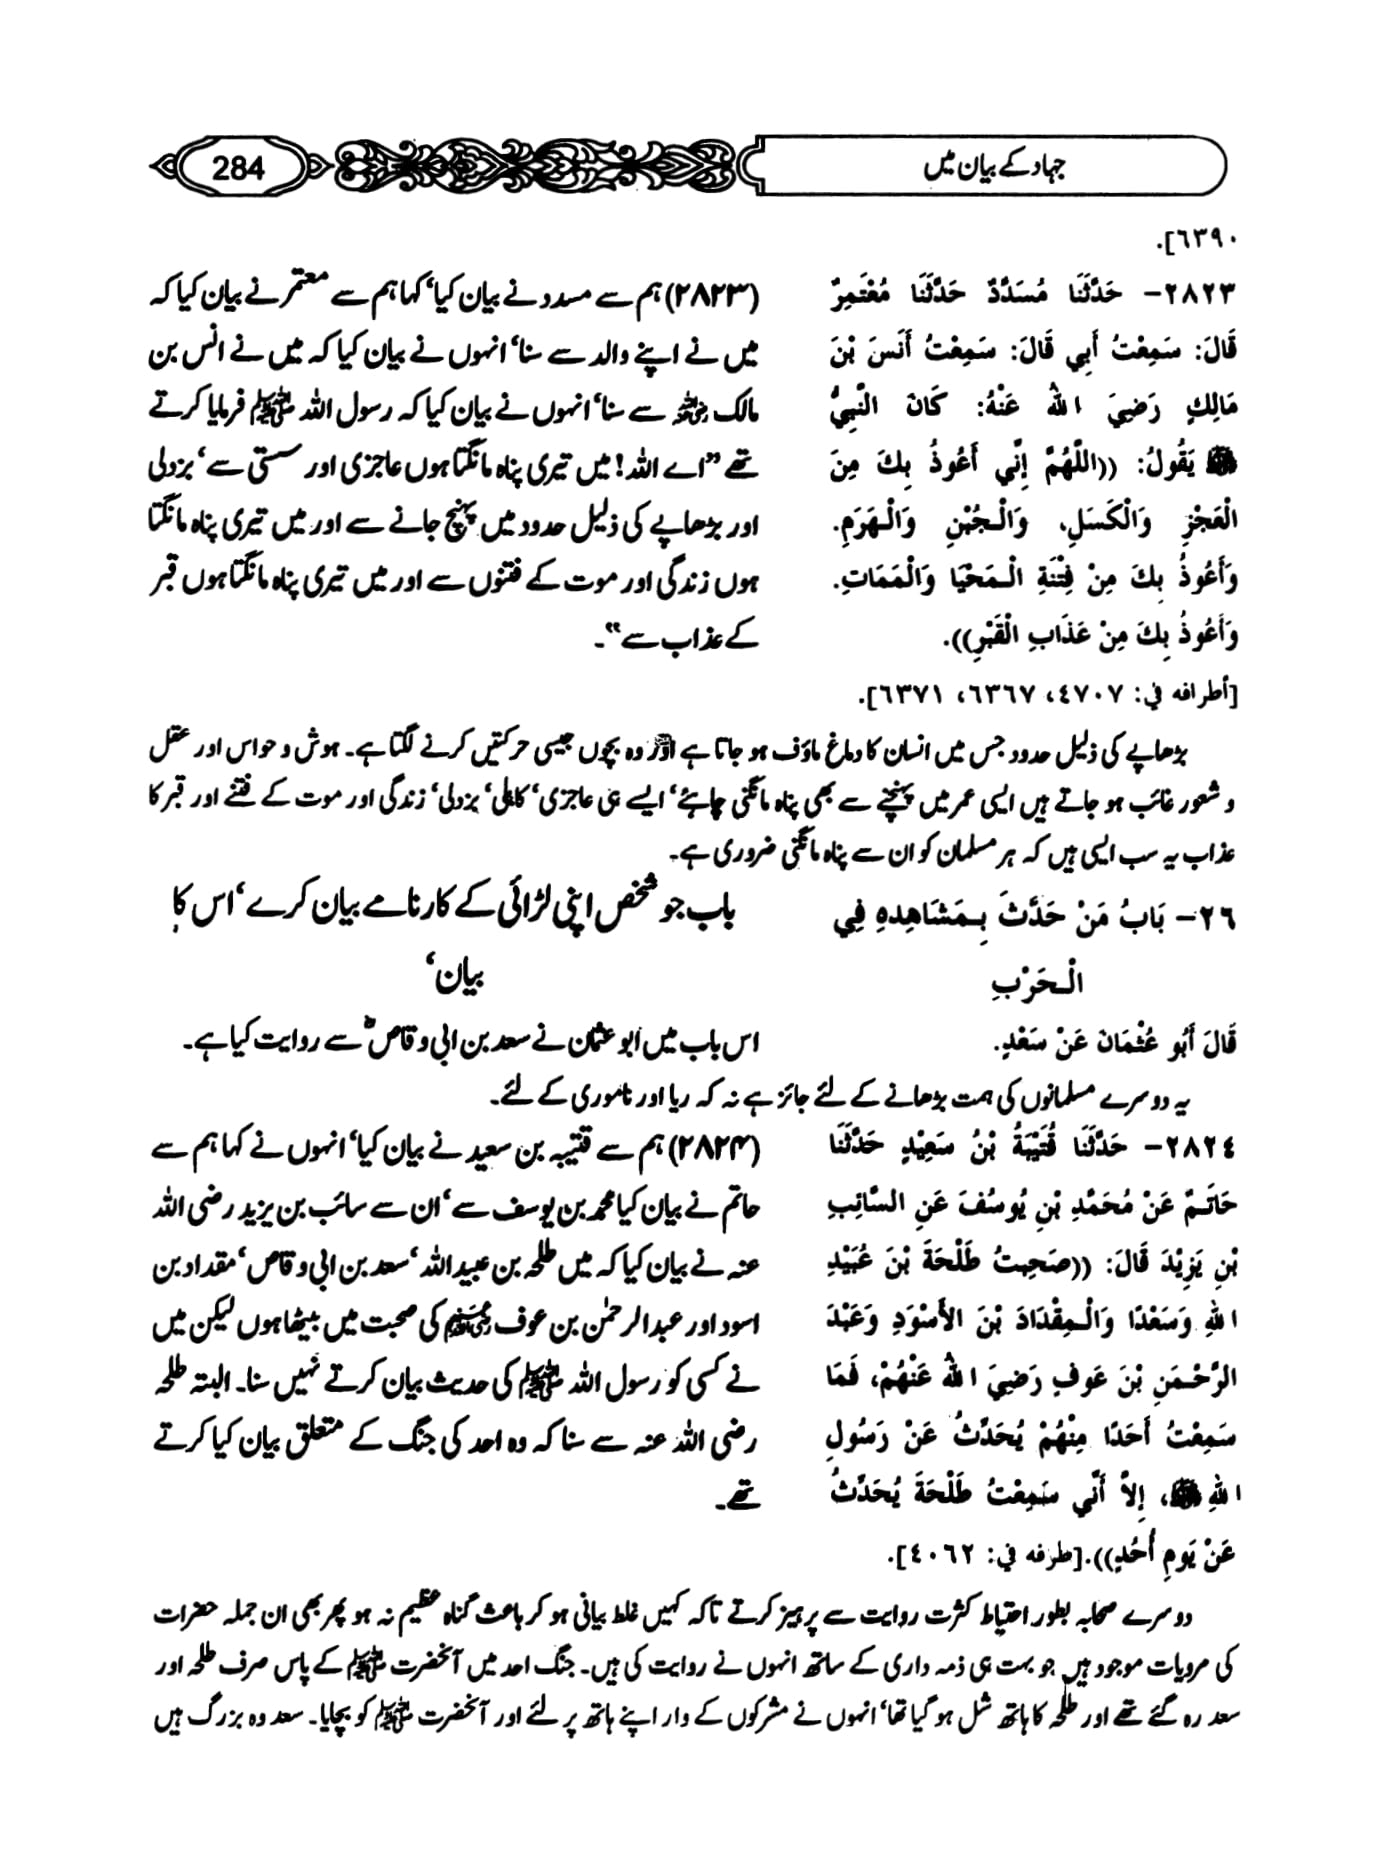 284
جہاد کے بیان میں
٦٣٩٠].
٢٨٢٣- حَدَّثَنَا مُسَدَّدٌ حَدَّثَنَا مُعْتَمِرٌ
قَالَ: سَمِعْتُ أَبِي قَالَ: سَمِعْتُ أَنَسَ بْنَ
مَالِكٍ رَضِيَ اللهُ عَنْهُ: كَانَ النَّبِيُّ
ﷺ يَقُولُ: ((اللَّهُمَّ إِنِّي أَعُوذُ بِكَ مِنَ
الْعَجْزِ وَالْكَسَلِ، وَالْجُبْنِ وَالْهَرَمِ.
وَأَعُوذُ بِكَ مِنْ فِتْنَةِ الْمَحْيَا وَالْمَمَاتِ.
وَأَعُوذُ بِكَ مِنْ عَذَابِ الْقَبْرِ)).
[أطرافه في: ٤٧٠٧، ٦٣٦٧، ٦٣٧١].
(۲۸۲۳) ہم سے مسدد نے بیان کیا‘ کہا ہم سے معتمر نے بیان کیا کہ
میں نے اپنے والد سے سنا‘ انہوں نے بیان کیا کہ میں نے انس بن
مالک ؓ سے سنا‘ انہوں نے بیان کیا کہ رسول اللہ ﷺ فرمایا کرتے
تھے ”اے اللہ! میں تیری پناہ مانگتا ہوں عاجزی اور سستی سے‘ بزدلی
اور بڑھاپے کی ذلیل حدود میں پہنچ جانے سے اور میں تیری پناہ مانگتا
ہوں زندگی اور موت کے فتنوں سے اور میں تیری پناہ مانگتا ہوں قبر
کے عذاب سے“۔
بڑھاپے کی ذلیل حدود جس میں انسان کا دماغ ماؤف ہو جاتا ہے اور وہ بچوں جیسی حرکتیں کرنے لگتا ہے۔ ہوش و حواس اور عقل
و شعور غائب ہو جاتے ہیں ایسی عمر میں پہنچنے سے بھی پناہ مانگنی چاہئے‘ ایسے ہی عاجزی‘ کاہلی‘ بزدلی‘ زندگی اور موت کے فتنے اور قبر کا
عذاب یہ سب ایسی ہیں کہ ہر مسلمان کو ان سے پناہ مانگنی ضروری ہے۔
٢٦- بَابُ مَنْ حَدَّثَ بِمَشَاهِدِهِ فِي
الْحَرْبِ
قَالَ أَبُو عُثْمَانَ عَنْ سَعْدٍ.
باب جو شخص اپنی لڑائی کے کارنامے بیان کرے‘ اس کا
بیان‘
اس باب میں ابو عثمان نے سعد بن ابی وقاص ؓ سے روایت کیا ہے۔
یہ دوسرے مسلمانوں کی ہمت بڑھانے کے لئے جائز ہے نہ کہ ریا اور ناموری کے لئے۔
٢٨٢٤- حَدَّثَنَا قُتَيْبَةُ بْنُ سَعِيْدٍ حَدَّثَنَا
حَاتَمٌ عَنْ مُحَمَّدِ بْنِ يُوسُفَ عَنِ السَّائِبِ
بْنِ يَزِيْدَ قَالَ: ((صَحِبتُ طَلْحَةَ بْنَ عُبَيْدِ
اللهِ وَسَعْدًا وَالْمِقْدَادَ بْنَ الأَسْوَدِ وَعَبْدَ
الرَّحْمَنِ بْنَ عَوفٍ رَضِيَ اللهُ عَنْهُمْ، فَمَا
سَمِعْتُ أَحَدًا مِنْهُمْ يُحَدِّثُ عَنْ رَسُولِ
اللهِ ﷺ، إِلاَّ أَنِّي سَمِعْتُ طَلْحَةَ يُحَدِّثُ
عَنْ يَومِ أُحُدٍ)).[طرفه في: ٤٠٦٢].
(۲۸۲۴) ہم سے قتیبہ بن سعید نے بیان کیا‘ انہوں نے کہا ہم سے
حاتم نے بیان کیا محمد بن یوسف سے‘ ان سے سائب بن یزید رضی اللہ
عنہ نے بیان کیا کہ میں طلحہ بن عبیداللہ‘ سعد بن ابی وقاص‘ مقداد بن
اسود اور عبدالرحمٰن بن عوف ؓ کی صحبت میں بیٹھا ہوں لیکن میں
نے کسی کو رسول اللہ ﷺ کی حدیث بیان کرتے نہیں سنا۔ البتہ طلحہ
رضی اللہ عنہ سے سنا کہ وہ احد کی جنگ کے متعلق بیان کیا کرتے
تھے۔
دوسرے صحابہ بطور احتیاط کثرت روایت سے پرہیز کرتے تاکہ کہیں غلط بیانی ہو کر باعث گناہ عظیم نہ ہو پھر بھی ان جملہ حضرات
کی مرویات موجود ہیں جو بہت ہی ذمہ داری کے ساتھ انہوں نے روایت کی ہیں۔ جنگ احد میں آنحضرت ﷺ کے پاس صرف طلحہ اور
سعد رہ گئے تھے اور طلحہ کا ہاتھ شل ہو گیا تھا‘ انہوں نے مشرکوں کے وار اپنے ہاتھ پر لئے اور آنحضرت ﷺ کو بچایا۔ سعد وہ بزرگ ہیں